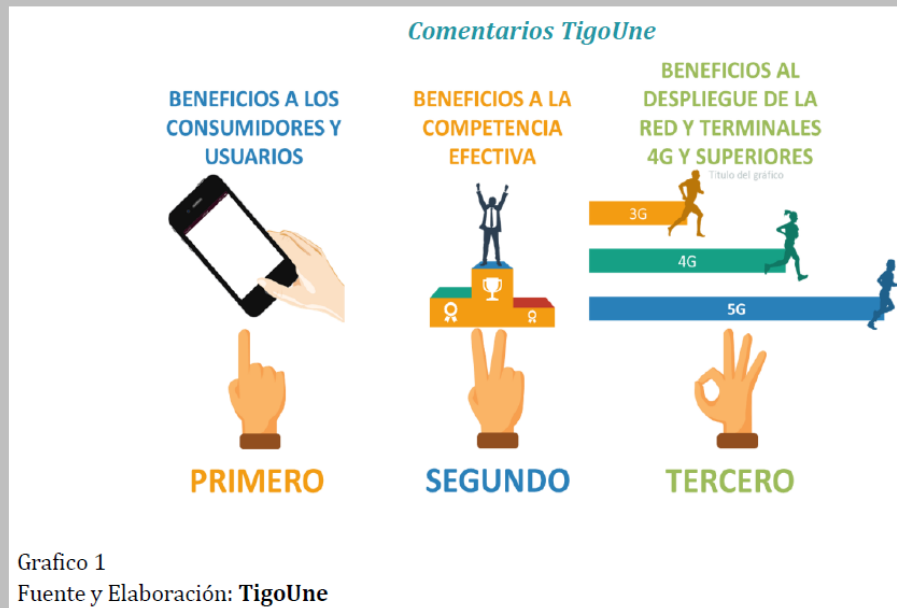 Comentarios TigoUne
BENEFICIOS A LOS
CONSUMIDORES Y
USUARIOS
BENEFICIOS A LA
COMPETENCIA
EFECTIVA
BENEFICIOS AL
DESPLIEGUE DE LA
RED Y TERMINALES
4G Y SUPERIORES
Título del gráfico
3G
4G
5G
PRIMERO
SEGUNDO
TERCERO
Grafico 1
Fuente y Elaboración: TigoUne